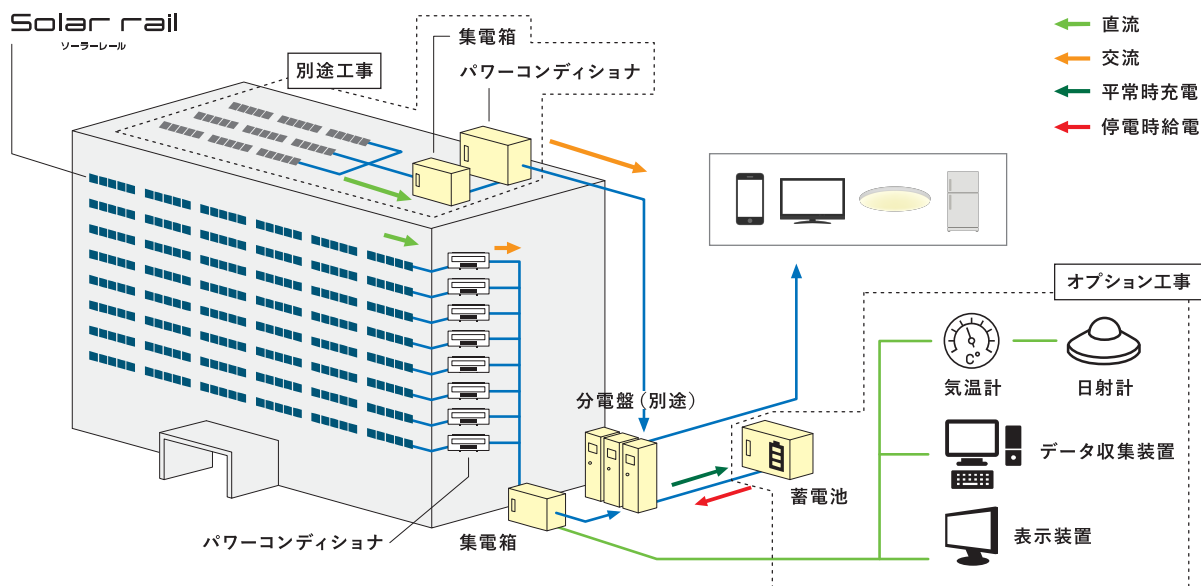 Solar rail
ソーラーレール
別途工事
集電箱
パワーコンディショナ
直流
交流
平常時充電
停電時給電
オプション工事
C°
気温計
日射計
分電盤（別途）
データ収集装置
蓄電池
表示装置
パワーコンディショナ
集電箱